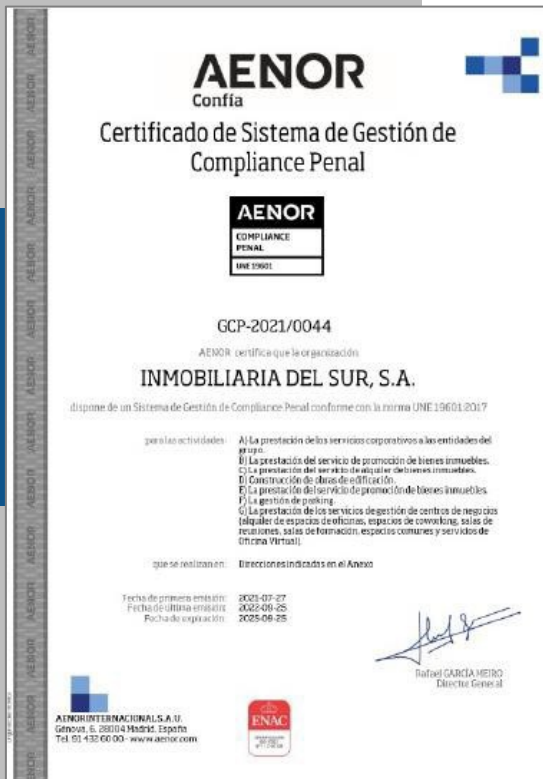 AENOR
Confía
Certificado de Sistema de Gestión de
Compliance Penal
AENOR
COMPLIANCE
PENAL
UNE 19601
GCP-2021/0044
AENOR certifica que la organización
INMOBILIARIA DEL SUR, S.A.
dispone de un Sistema de Gestión de Compliance Penal conforme con la norma UNE 19601:2017
para las actividades: A) La prestación de los servicios corporativos a las entidades del
grupo.
B) La prestación del servicio de promoción de bienes inmuebles.
C) La prestación del servicio de alquiler de bienes inmuebles.
D) Construcción de obras de edificación.
E) La prestación del servicio de promoción de bienes inmuebles.
F) La gestión de parking.
G) La prestación de los servicios de gestión de centros de negocios
(alquiler de espacios de oficinas, espacios de coworking, salas de
reuniones, salas de formación, espacios comunes y servicios de
Oficina Virtual).
que se realizan en: Direcciones indicadas en el Anexo
Fecha de primera emisión: 2021-07-27
Fecha de última emisión: 2022-09-25
Fecha de expiración: 2025-09-25
Rafael GARCÍA MEIRO
Director General
AENOR INTERNACIONAL S.A.U.
Génova, 6. 28004 Madrid. España
Tel. 91 432 60 00.- www.aenor.com
ENAC